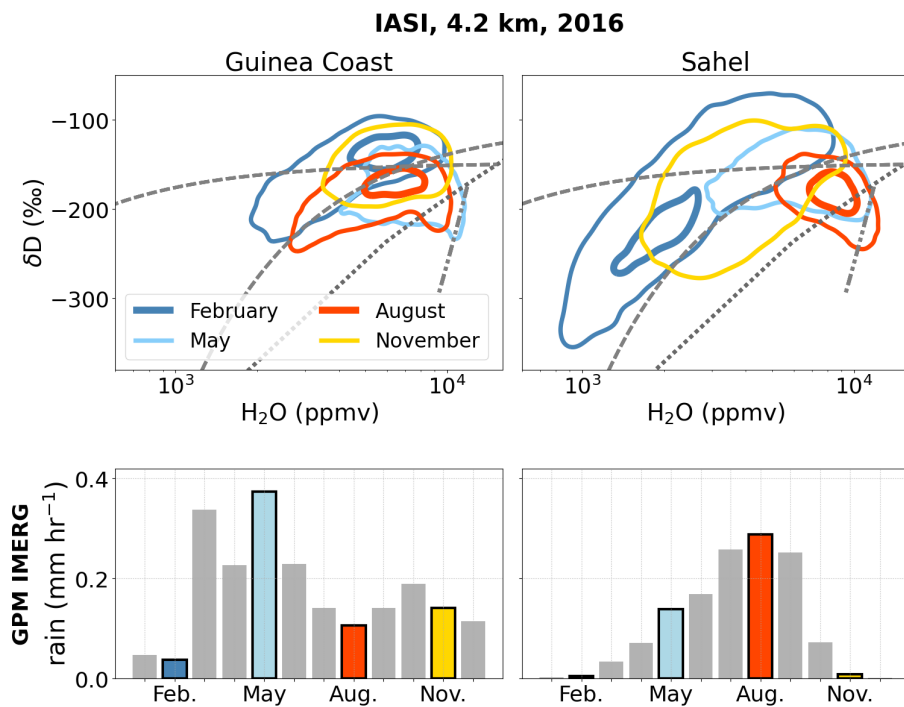 IASI, 4.2 km, 2016
Guinea Coast
Sahel
−100
−200
−300
δD (‰)
February
May
August
November
10³
10⁴
10³
10⁴
H₂O (ppmv)
H₂O (ppmv)
0.4
0.2
0.0
GPM IMERG
rain (mm hr⁻¹)
Feb.
May
Aug.
Nov.
Feb.
May
Aug.
Nov.